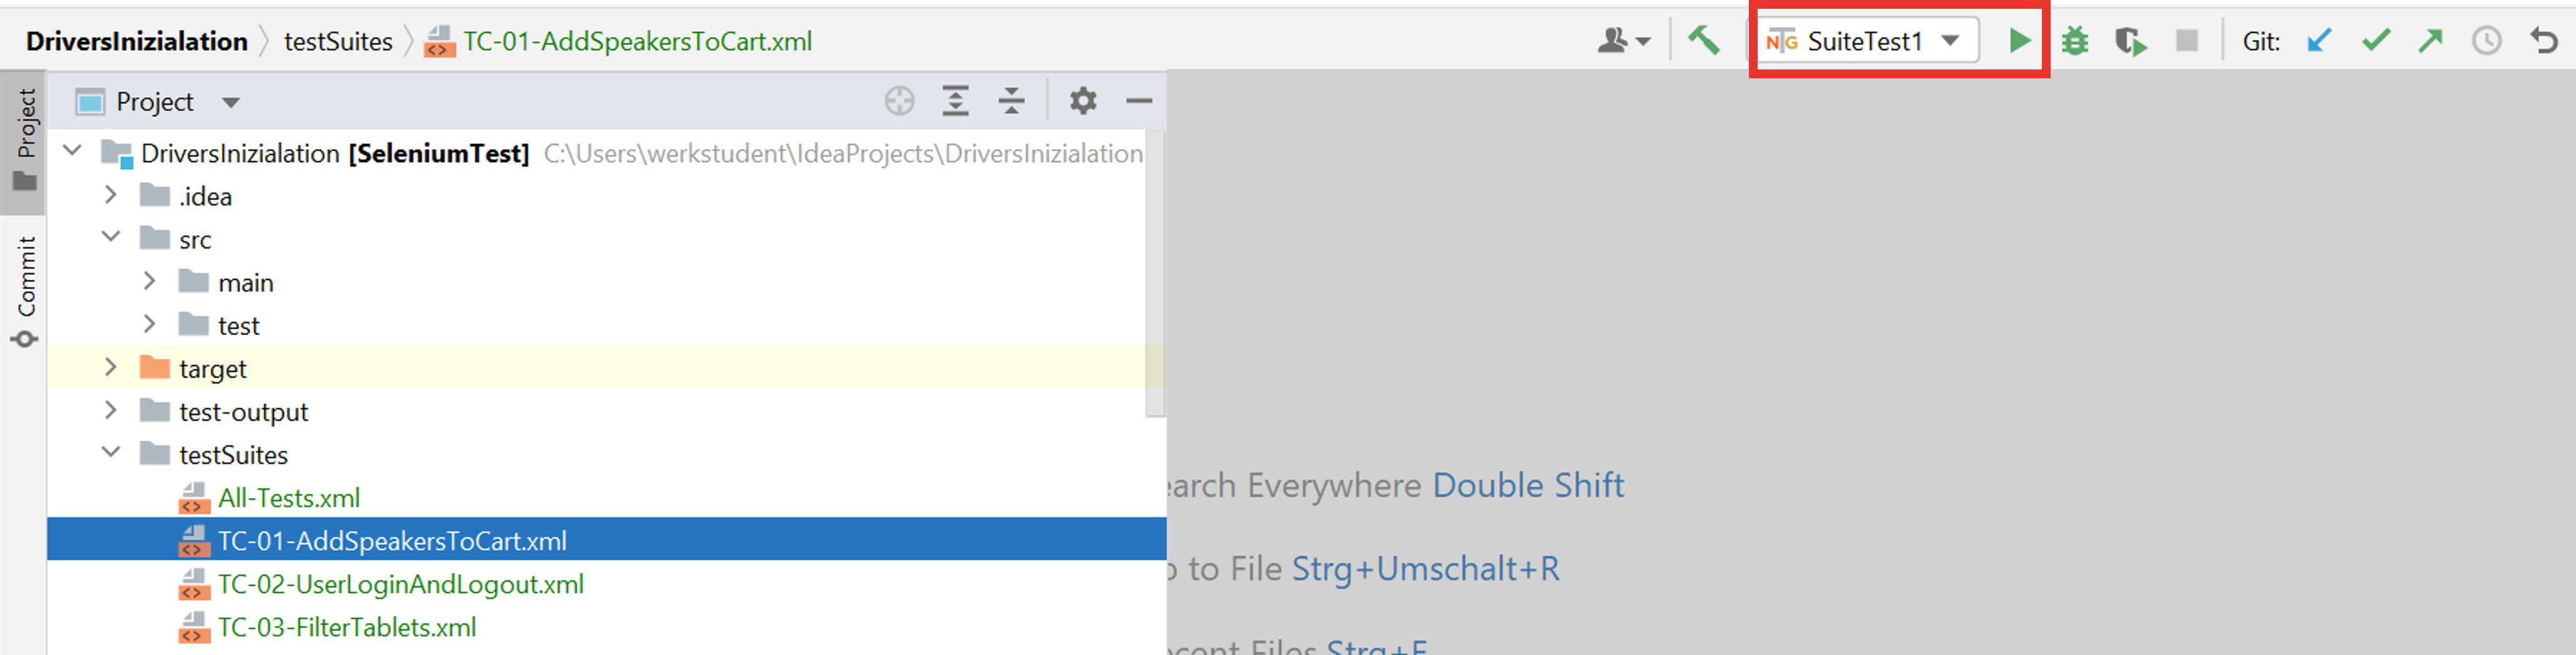 DriversInizialation testSuites TC-01-AddSpeakersToCart.xml NTG SuiteTest1 Git:
Project
Project
Commit
DriversInizialation [SeleniumTest] C:\Users\werkstudent\IdeaProjects\DriversInizialation
.idea
src
main
test
target
test-output
testSuites
All-Tests.xml
TC-01-AddSpeakersToCart.xml
TC-02-UserLoginAndLogout.xml
TC-03-FilterTablets.xml
earch Everywhere Double Shift
o to File Strg+Umschalt+R
ecent Files Strg+E